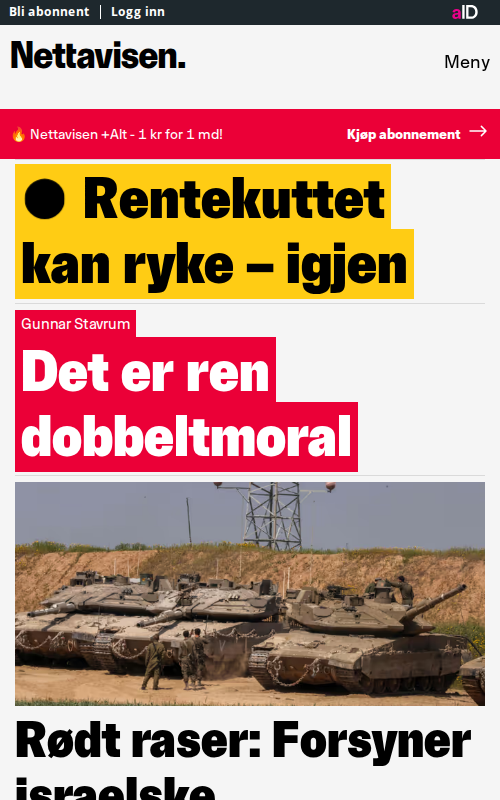 Bli abonnent | Logg inn
aID
Nettavisen.
Meny
🔥 Nettavisen +Alt - 1 kr for 1 md!
Kjøp abonnement →
Rentekuttet
kan ryke – igjen
Gunnar Stavrum
Det er ren
dobbeltmoral
Rødt raser: Forsyner
israelske